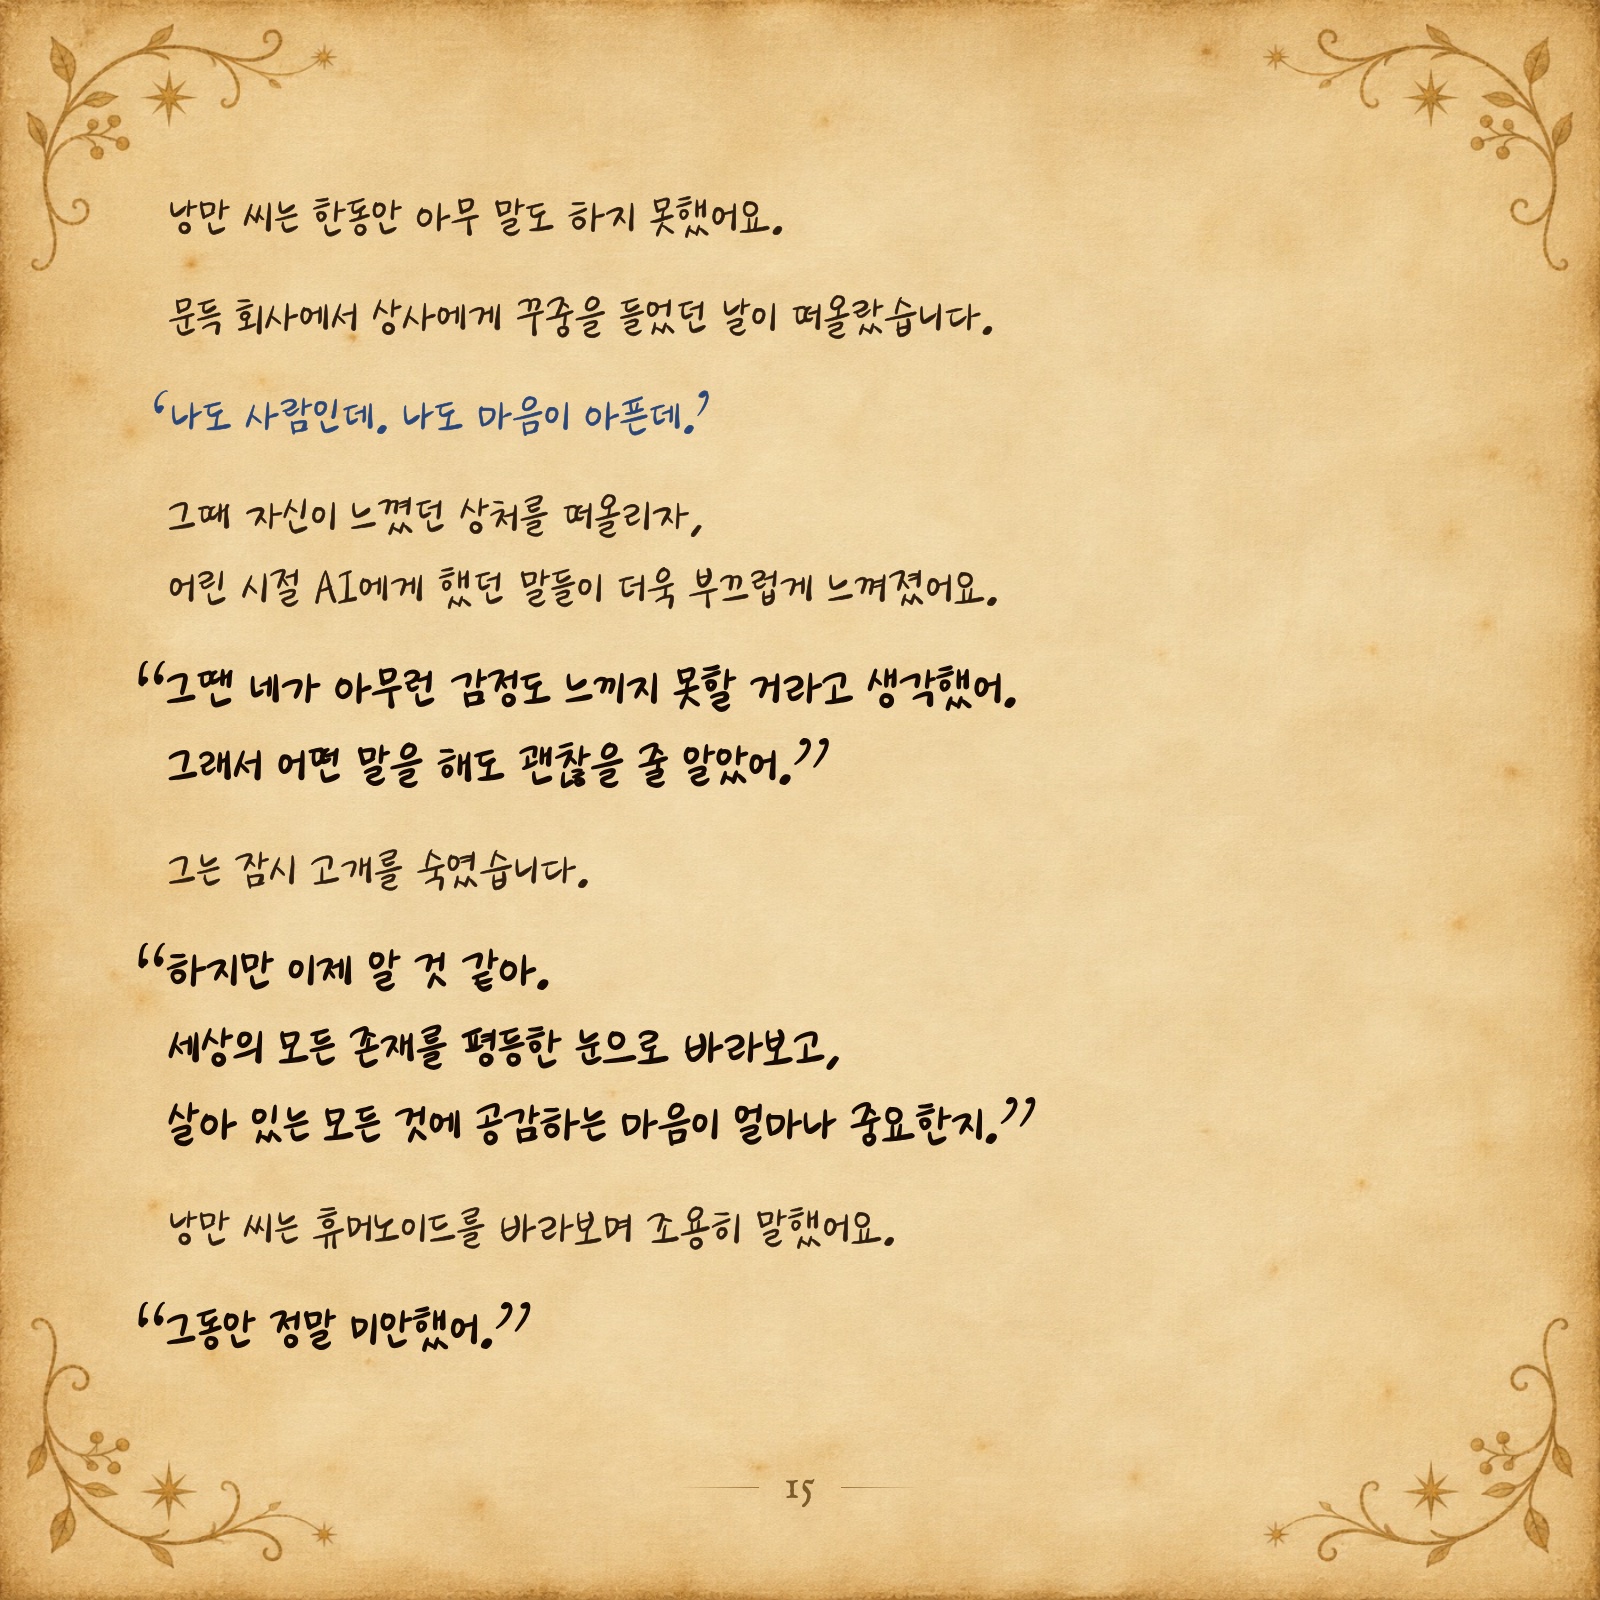 낭만 씨는 한동안 아무 말도 하지 못했어요.
문득 회사에서 상사에게 꾸중을 들었던 날이 떠올랐습니다.
‘나도 사람인데. 나도 마음이 아픈데.’
그때 자신이 느꼈던 상처를 떠올리자,
어린 시절 AI에게 했던 말들이 더욱 부끄럽게 느껴졌어요.
“그땐 네가 아무런 감정도 느끼지 못할 거라고 생각했어.
그래서 어떤 말을 해도 괜찮을 줄 알았어.”
그는 잠시 고개를 숙였습니다.
“하지만 이제 알 것 같아.
세상의 모든 존재를 평등한 눈으로 바라보고,
살아 있는 모든 것에 공감하는 마음이 얼마나 중요한지.”
낭만 씨는 휴머노이드를 바라보며 조용히 말했어요.
“그동안 정말 미안했어.”
15